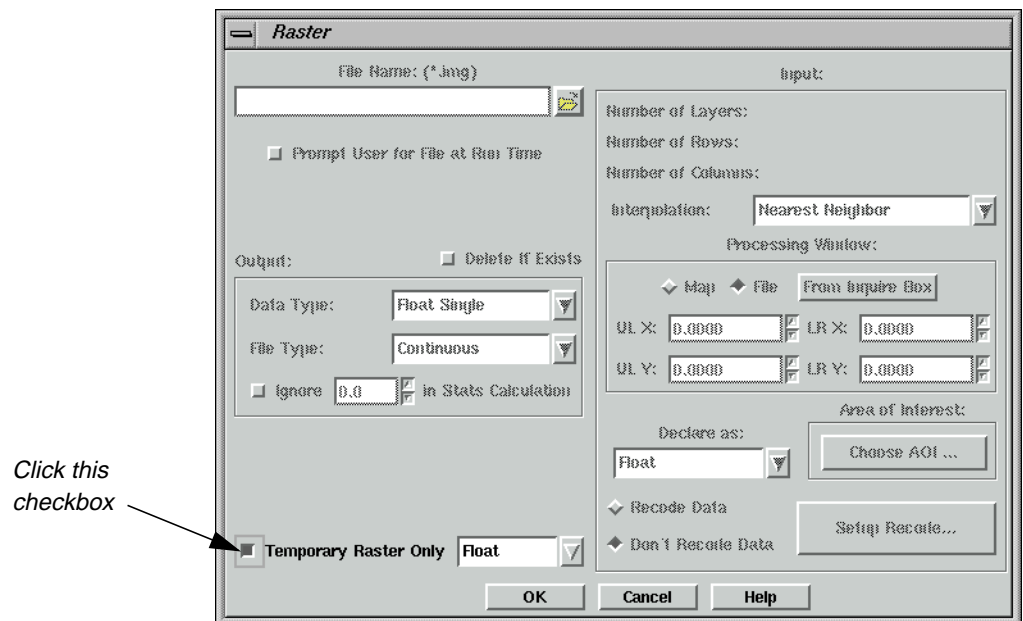 Raster
File Name: (*.img)
Prompt User for File at Run Time
Output:
Delete If Exists
Data Type:
Float Single
File Type:
Continuous
Ignore 0.0 in Stats Calculation
Click this
checkbox
Temporary Raster Only Float
Input:
Number of Layers:
Number of Rows:
Number of Columns:
Interpolation: Nearest Neighbor
Processing Window:
Map File From Inquire Box
UL X: 0.0000 LR X: 0.0000
UL Y: 0.0000 LR Y: 0.0000
Area of Interest:
Declare as:
Float
Choose AOI ...
Recode Data
Don't Recode Data
Setup Recode...
OK Cancel Help